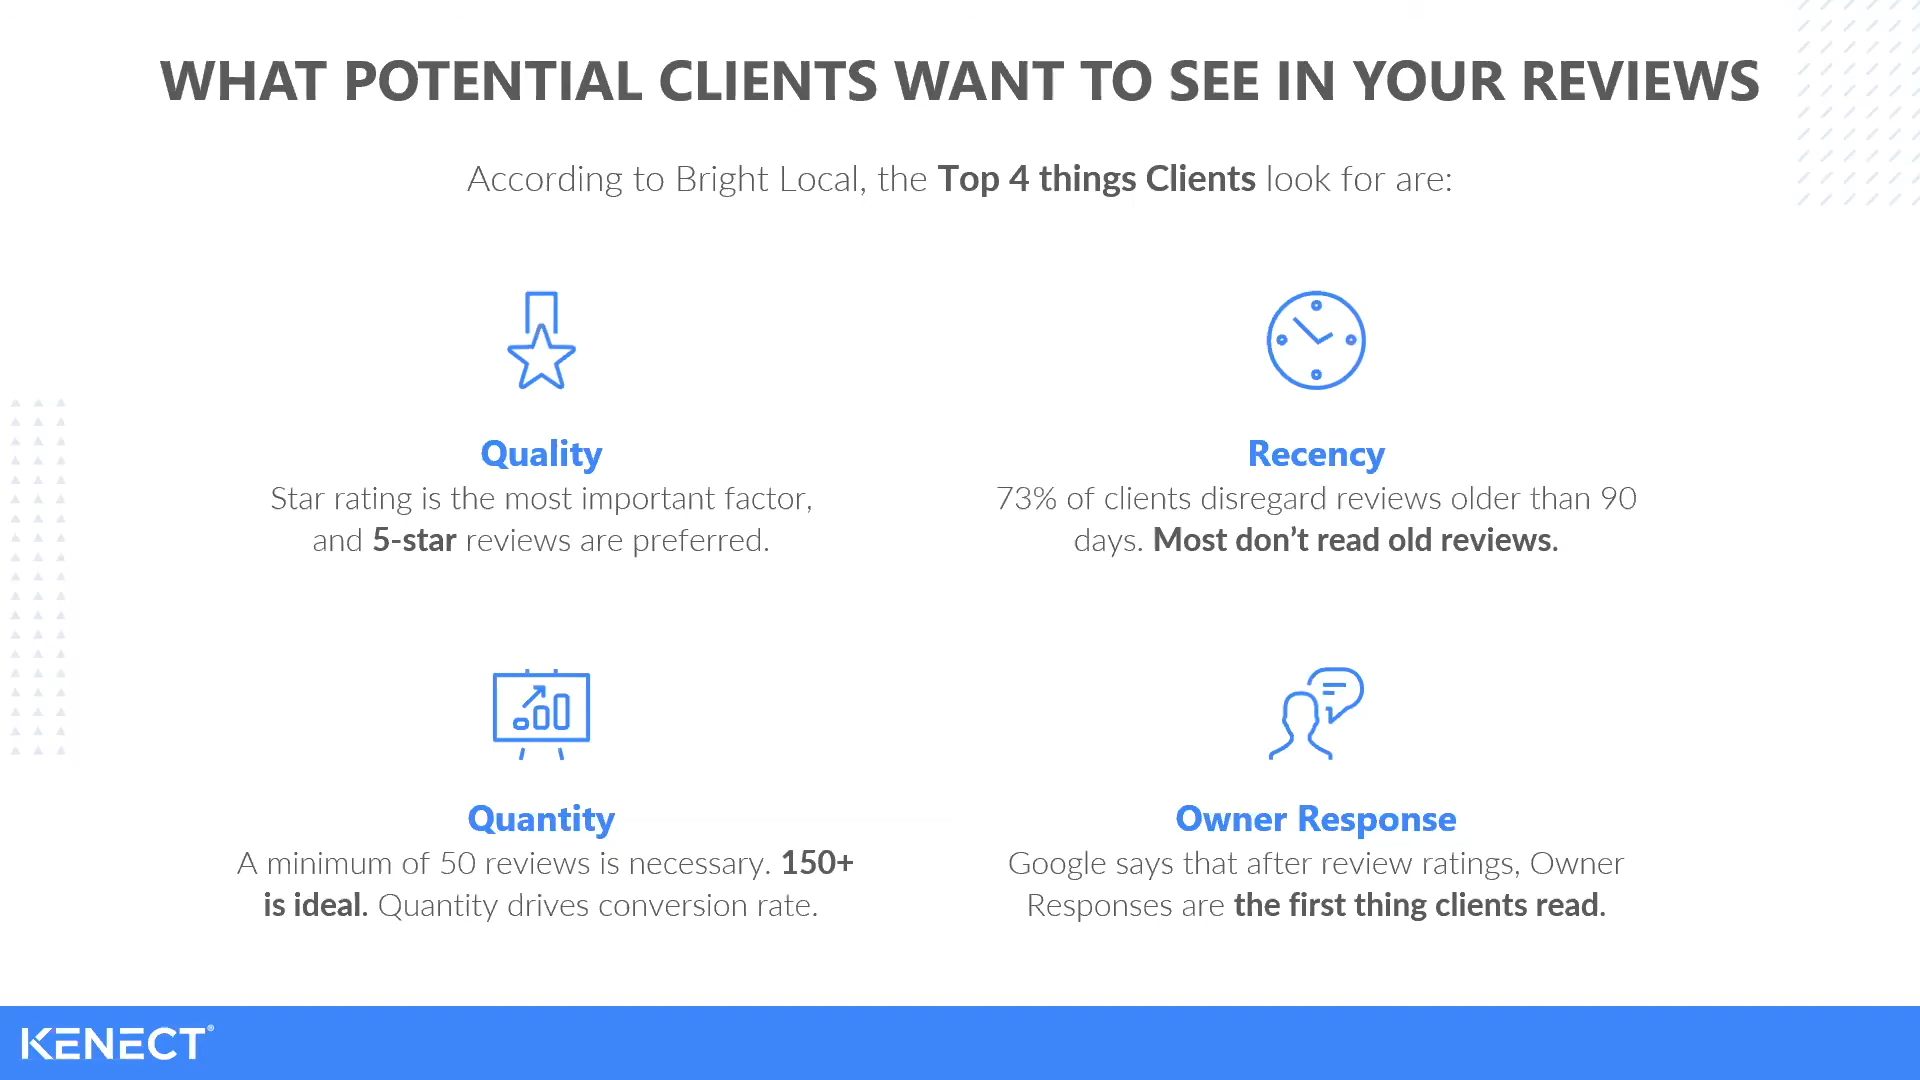 WHAT POTENTIAL CLIENTS WANT TO SEE IN YOUR REVIEWS
According to Bright Local, the Top 4 things Clients look for are:
Quality
Star rating is the most important factor,
and 5-star reviews are preferred.
Recency
73% of clients disregard reviews older than 90
days. Most don’t read old reviews.
Quantity
A minimum of 50 reviews is necessary. 150+
is ideal. Quantity drives conversion rate.
Owner Response
Google says that after review ratings, Owner
Responses are the first thing clients read.
KENECT®